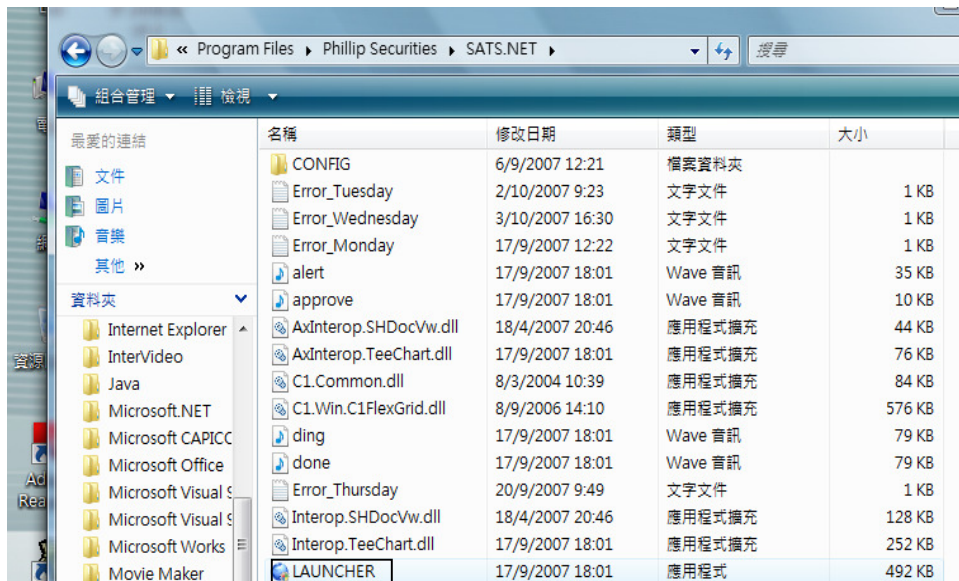 « Program Files ▸ Phillip Securities ▸ SATS.NET ▸ 搜尋
組合管理 檢視
最愛的連結
文件
圖片
音樂
其他 »
資料夾
Internet Explorer
InterVideo
Java
Microsoft.NET
Microsoft CAPICC
Microsoft Office
Microsoft Visual S
Microsoft Visual S
Microsoft Works
Movie Maker
名稱 修改日期 類型 大小
CONFIG 6/9/2007 12:21 檔案資料夾
Error_Tuesday 2/10/2007 9:23 文字文件 1 KB
Error_Wednesday 3/10/2007 16:30 文字文件 1 KB
Error_Monday 17/9/2007 12:22 文字文件 1 KB
alert 17/9/2007 18:01 Wave 音訊 35 KB
approve 17/9/2007 18:01 Wave 音訊 10 KB
AxInterop.SHDocVw.dll 18/4/2007 20:46 應用程式擴充 44 KB
AxInterop.TeeChart.dll 17/9/2007 18:01 應用程式擴充 76 KB
C1.Common.dll 8/3/2004 10:39 應用程式擴充 84 KB
C1.Win.C1FlexGrid.dll 8/9/2006 14:10 應用程式擴充 576 KB
ding 17/9/2007 18:01 Wave 音訊 79 KB
done 17/9/2007 18:01 Wave 音訊 79 KB
Error_Thursday 20/9/2007 9:49 文字文件 1 KB
Interop.SHDocVw.dll 18/4/2007 20:46 應用程式擴充 128 KB
Interop.TeeChart.dll 17/9/2007 18:01 應用程式擴充 252 KB
LAUNCHER 17/9/2007 18:01 應用程式 492 KB
Ad
Rea